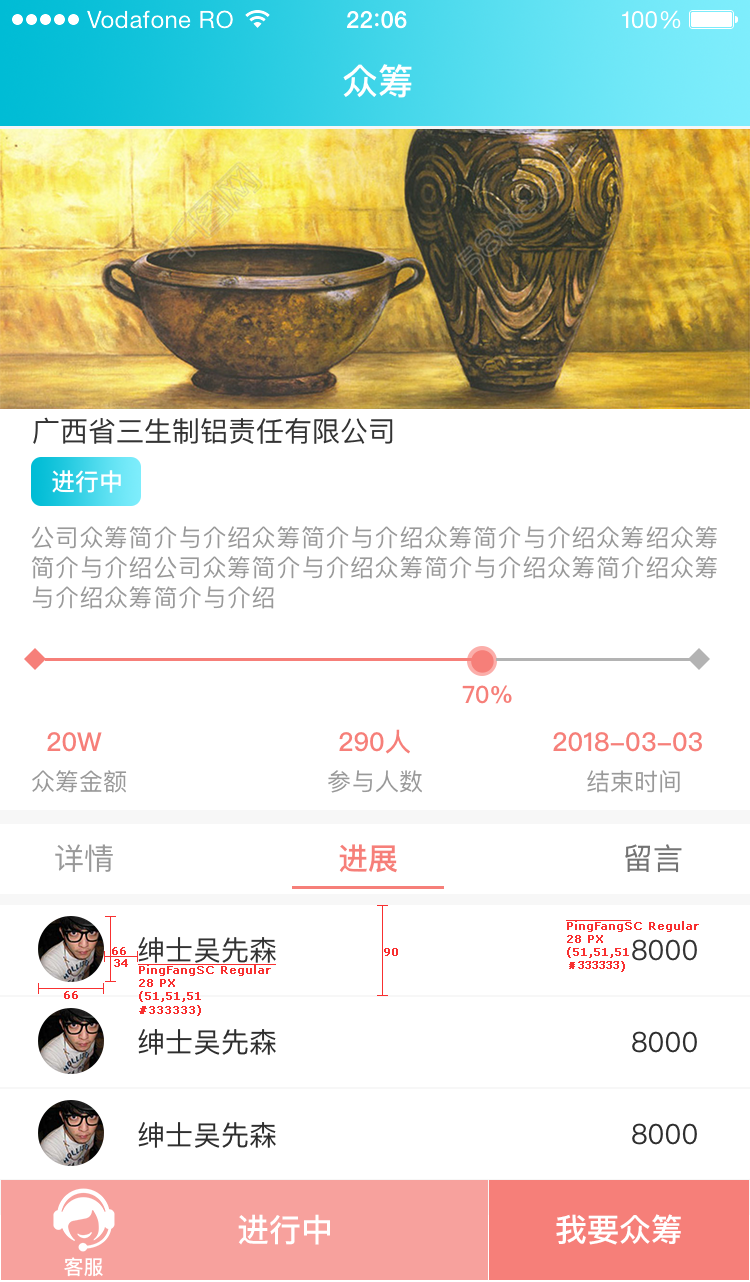 Vodafone RO 22:06 100%
众筹
千图网
58pic
广西省三生制铝责任有限公司
进行中
公司众筹简介与介绍众筹简介与介绍众筹简介与介绍众筹绍众筹
简介与介绍公司众筹简介与介绍众筹简介与介绍众筹简介绍众筹
与介绍众筹简介与介绍
70%
20W 290人 2018-03-03
众筹金额 参与人数 结束时间
详情 进展 留言
66
34
66
绅士吴先森
PingFangSC Regular
28 PX
(51,51,51
#333333)
90
PingFangSC Regular
28 PX
(51,51,51
#333333)
8000
绅士吴先森 8000
绅士吴先森 8000
客服 进行中 我要众筹